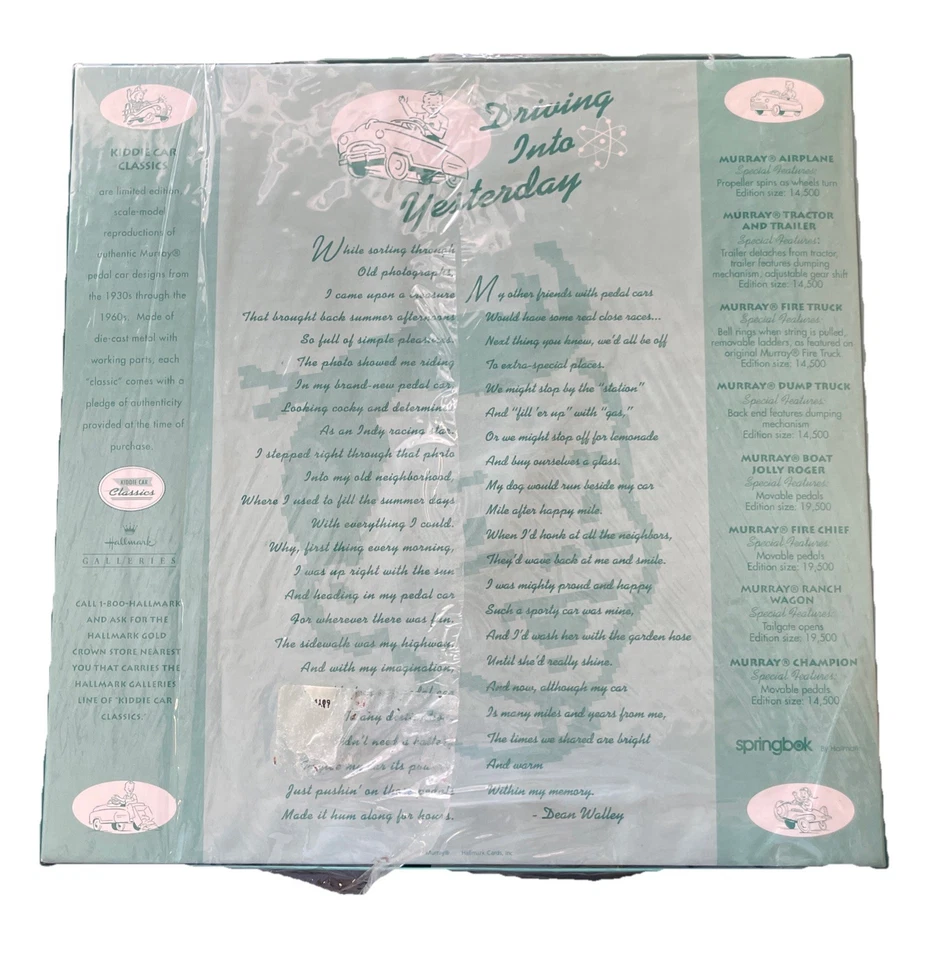 KIDDIE CAR
CLASSICS
are limited edition,
scale-model
reproductions of
authentic Murray®
pedal car designs from
the 1930s through the
1960s. Made of
die-cast metal with
working parts, each
"classic" comes with a
pledge of authenticity
provided at the time of
purchase.
KIDDIE CAR
Classics
Hallmark
GALLERIES
CALL 1-800-HALLMARK
AND ASK FOR THE
HALLMARK GOLD
CROWN STORE NEAREST
YOU THAT CARRIES THE
HALLMARK GALLERIES
LINE OF "KIDDIE CAR
CLASSICS."
Driving
Into
Yesterday
While sorting through
Old photographs,
I came upon a treasure
That brought back summer afternoons
So full of simple pleasures.
The photo showed me riding
In my brand-new pedal car,
Looking cocky and determined
As an Indy racing star.
I stepped right through that photo
Into my old neighborhood,
Where I used to fill the summer days
With everything I could.
Why, first thing every morning,
I was up right with the sun
And heading in my pedal car
For wherever there was fun.
The sidewalk was my highway,
And with my imagination,
any
1189
need a
its
Just pushin' on those pedals
Made it hum along for hours.
My other friends with pedal cars
Would have some real close races...
Next thing you knew, we'd all be off
To extra-special places.
We might stop by the "station"
And "fill 'er up" with "gas,"
Or we might stop off for lemonade
And buy ourselves a glass.
My dog would run beside my car
Mile after happy mile.
When I'd honk at all the neighbors,
They'd wave back at me and smile.
I was mighty proud and happy
Such a sporty car was mine,
And I'd wash her with the garden hose
Until she'd really shine.
And now, although my car
Is many miles and years from me,
The times we shared are bright
And warm
Within my memory.
- Dean Walley
Murray® Hallmark Cards, Inc.
MURRAY® AIRPLANE
Special Features:
Propeller spins as wheels turn
Edition size: 14,500
MURRAY® TRACTOR
AND TRAILER
Special Features:
Trailer detaches from tractor,
trailer features dumping
mechanism, adjustable gear shift
Edition size: 14,500
MURRAY® FIRE TRUCK
Special Features:
Bell rings when string is pulled,
removable ladders, as featured on
original Murray® Fire Truck
Edition size: 14,500
MURRAY® DUMP TRUCK
Special Features:
Back end features dumping
mechanism
Edition size: 14,500
MURRAY® BOAT
JOLLY ROGER
Special Features:
Movable pedals
Edition size: 19,500
MURRAY® FIRE CHIEF
Special Features:
Movable pedals
Edition size: 19,500
MURRAY® RANCH
WAGON
Special Features:
Tailgate opens
Edition size: 19,500
MURRAY® CHAMPION
Special Features:
Movable pedals
Edition size: 14,500
springbok By Hallmark